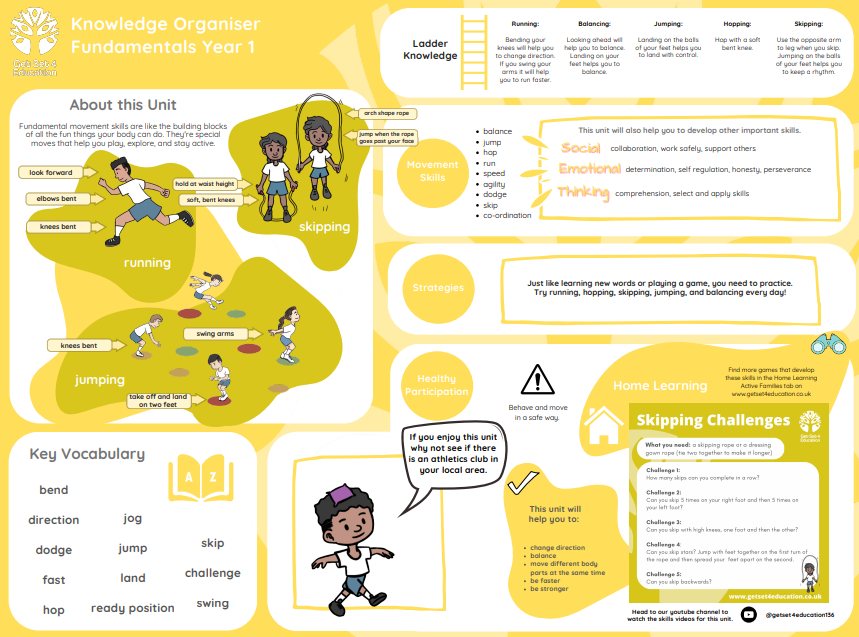 Knowledge Organiser
Fundamentals Year 1
Get Set 4
Education
Ladder
Knowledge
Running:
Bending your
knees will help you
to change direction.
If you swing your
arms it will help
you to run faster.
Balancing:
Looking ahead will
help you to balance.
Landing on your
feet helps you to
balance.
Jumping:
Landing on the balls
of your feet helps you
to land with control.
Hopping:
Hop with a soft
bent knee.
Skipping:
Use the opposite arm
to leg when you skip.
Jumping on the balls
of your feet helps you
to keep a rhythm.
About this Unit
Fundamental movement skills are like the building blocks
of all the fun things your body can do. They're special
moves that help you play, explore, and stay active.
look forward
elbows bent
knees bent
running
arch shape rope
jump when the rope
goes past your face
hold at waist height
soft, bent knees
skipping
swing arms
knees bent
jumping
take off and land
on two feet
Movement
Skills
balance
jump
hop
run
speed
agility
dodge
skip
co-ordination
This unit will also help you to develop other important skills.
Social collaboration, work safely, support others
Emotional determination, self regulation, honesty, perseverance
Thinking comprehension, select and apply skills
Strategies
Just like learning new words or playing a game, you need to practice.
Try running, hopping, skipping, jumping, and balancing every day!
Healthy
Participation
Behave and move
in a safe way.
Home Learning
Find more games that develop
these skills in the Home Learning
Active Families tab on
www.getset4education.co.uk
Skipping Challenges
Get Set 4
Education
What you need: a skipping rope or a dressing
gown rope (tie two together to make it longer)
Challenge 1:
How many skips can you complete in a row?
Challenge 2:
Can you skip 5 times on your right foot and then 5 times on
your left foot?
Challenge 3:
Can you skip with high knees, one foot and then the other?
Challenge 4:
Can you skip stars? Jump with feet together on the first turn of
the rope and then spread your feet apart on the second.
Challenge 5:
Can you skip backwards?
www.getset4education.co.uk
Head to our youtube channel to
watch the skills videos for this unit.
@getset4education136
Key Vocabulary
A Z
bend
direction
dodge
fast
hop
jog
jump
land
ready position
skip
challenge
swing
If you enjoy this unit
why not see if there
is an athletics club in
your local area.
This unit will
help you to:
change direction
balance
move different body
parts at the same time
be faster
be stronger